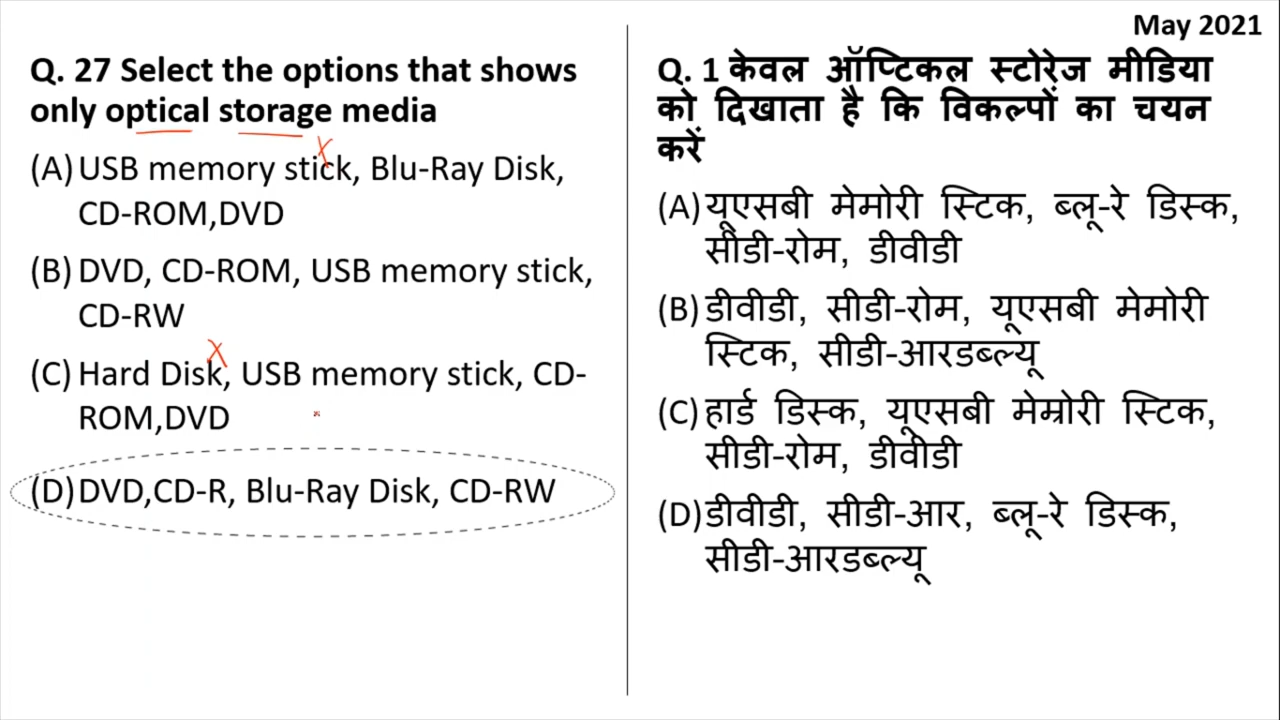 May 2021
Q. 27 Select the options that shows
only optical storage media
(A) USB memory stick, Blu-Ray Disk,
CD-ROM,DVD
(B) DVD, CD-ROM, USB memory stick,
CD-RW
(C) Hard Disk, USB memory stick, CD-
ROM,DVD
(D) DVD,CD-R, Blu-Ray Disk, CD-RW
Q. 1 केवल ऑप्टिकल स्टोरेज मीडिया
को दिखाता है कि विकल्पों का चयन
करें
(A) यूएसबी मेमोरी स्टिक, ब्लू-रे डिस्क,
सीडी-रोम, डीवीडी
(B) डीवीडी, सीडी-रोम, यूएसबी मेमोरी
स्टिक, सीडी-आरडब्ल्यू
(C) हार्ड डिस्क, यूएसबी मेमोरी स्टिक,
सीडी-रोम, डीवीडी
(D) डीवीडी, सीडी-आर, ब्लू-रे डिस्क,
सीडी-आरडब्ल्यू